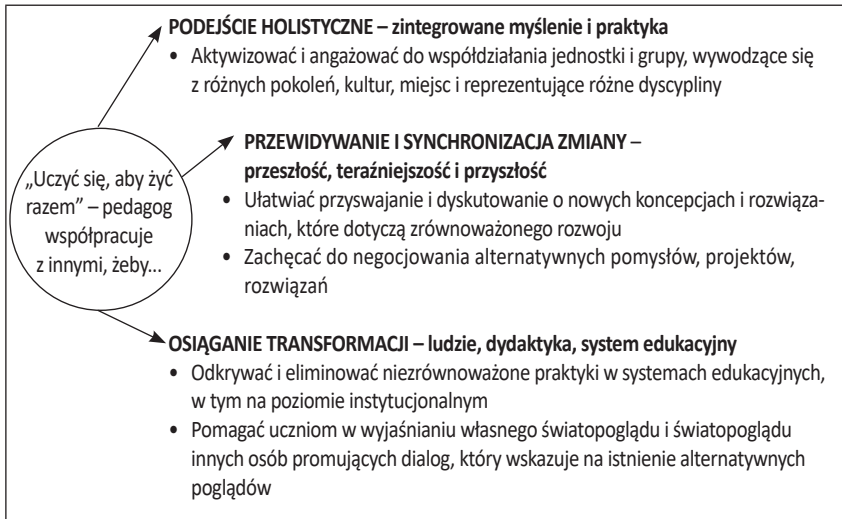 PODEJŚCIE HOLISTYCZNE – zintegrowane myślenie i praktyka
• Aktywizować i angażować do współdziałania jednostki i grupy, wywodzące się
z różnych pokoleń, kultur, miejsc i reprezentujące różne dyscypliny
„Uczyć się, aby żyć
razem” – pedagog
współpracuje
z innymi, żeby...
PRZEWIDYWANIE I SYNCHRONIZACJA ZMIANY –
przeszłość, teraźniejszość i przyszłość
• Ułatwiać przyswajanie i dyskutowanie o nowych koncepcjach i rozwiąza-
niach, które dotyczą zrównoważonego rozwoju
• Zachęcać do negocjowania alternatywnych pomysłów, projektów,
rozwiązań
OSIĄGANIE TRANSFORMACJI – ludzie, dydaktyka, system edukacyjny
• Odkrywać i eliminować niezrównoważone praktyki w systemach edukacyjnych,
w tym na poziomie instytucjonalnym
• Pomagać uczniom w wyjaśnianiu własnego światopoglądu i światopoglądu
innych osób promujących dialog, który wskazuje na istnienie alternatywnych
poglądów